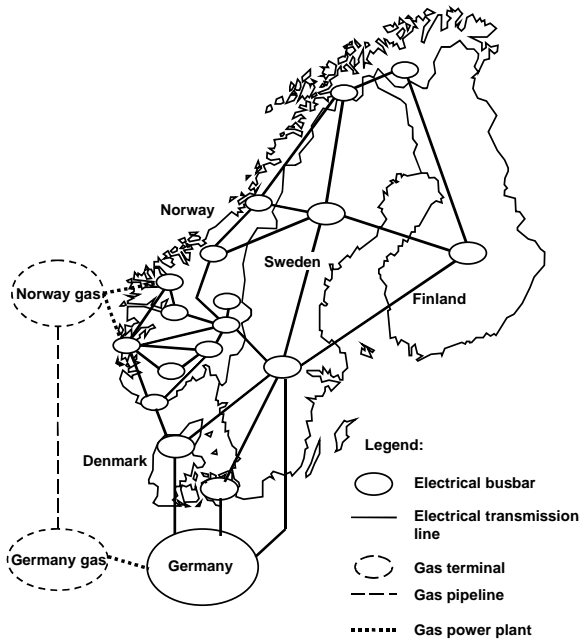 Norway
Sweden
Norway gas
Finland
Denmark
Legend:
Electrical busbar
Electrical transmission
line
Germany gas
Germany
Gas terminal
Gas pipeline
Gas power plant